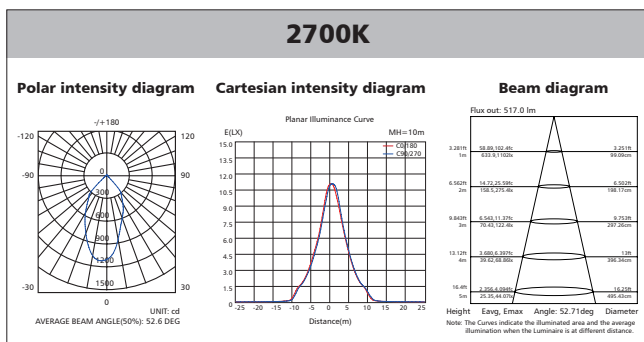 2700K
Polar intensity diagram
-/+180
-120
120
-90
90
0
300
600
900
1200
1500
-30
30
0
UNIT: cd
AVERAGE BEAM ANGLE(50%): 52.6 DEG
Cartesian intensity diagram
Planar Illuminance Curve
E(LX)
MH=10m
C0/180
C90/270
15.0
13.5
12.0
10.5
9.0
7.5
6.0
4.5
3.0
1.5
0
-25 -20 -15 -10 -5 0 5 10 15 20 25
Distance(m)
Beam diagram
Flux out: 517.0 lm
3.281ft 58.89,102.4fc 3.251ft
1m 633.9,1102lx 99.09cm
6.562ft 14.72,25.59fc 6.502ft
2m 158.5,275.4lx 198.17cm
9.843ft 6.543,11.37fc 9.753ft
3m 70.43,122.4lx 297.26cm
13.12ft 3.680,6.397fc 13ft
4m 39.62,68.86lx 396.34cm
16.4ft 2.356,4.094fc 16.25ft
5m 25.35,44.07lx 495.43cm
Height Eavg, Emax Angle: 52.71deg Diameter
Note: The Curves indicate the illuminated area and the average
illumination when the Luminaire is at different distance.